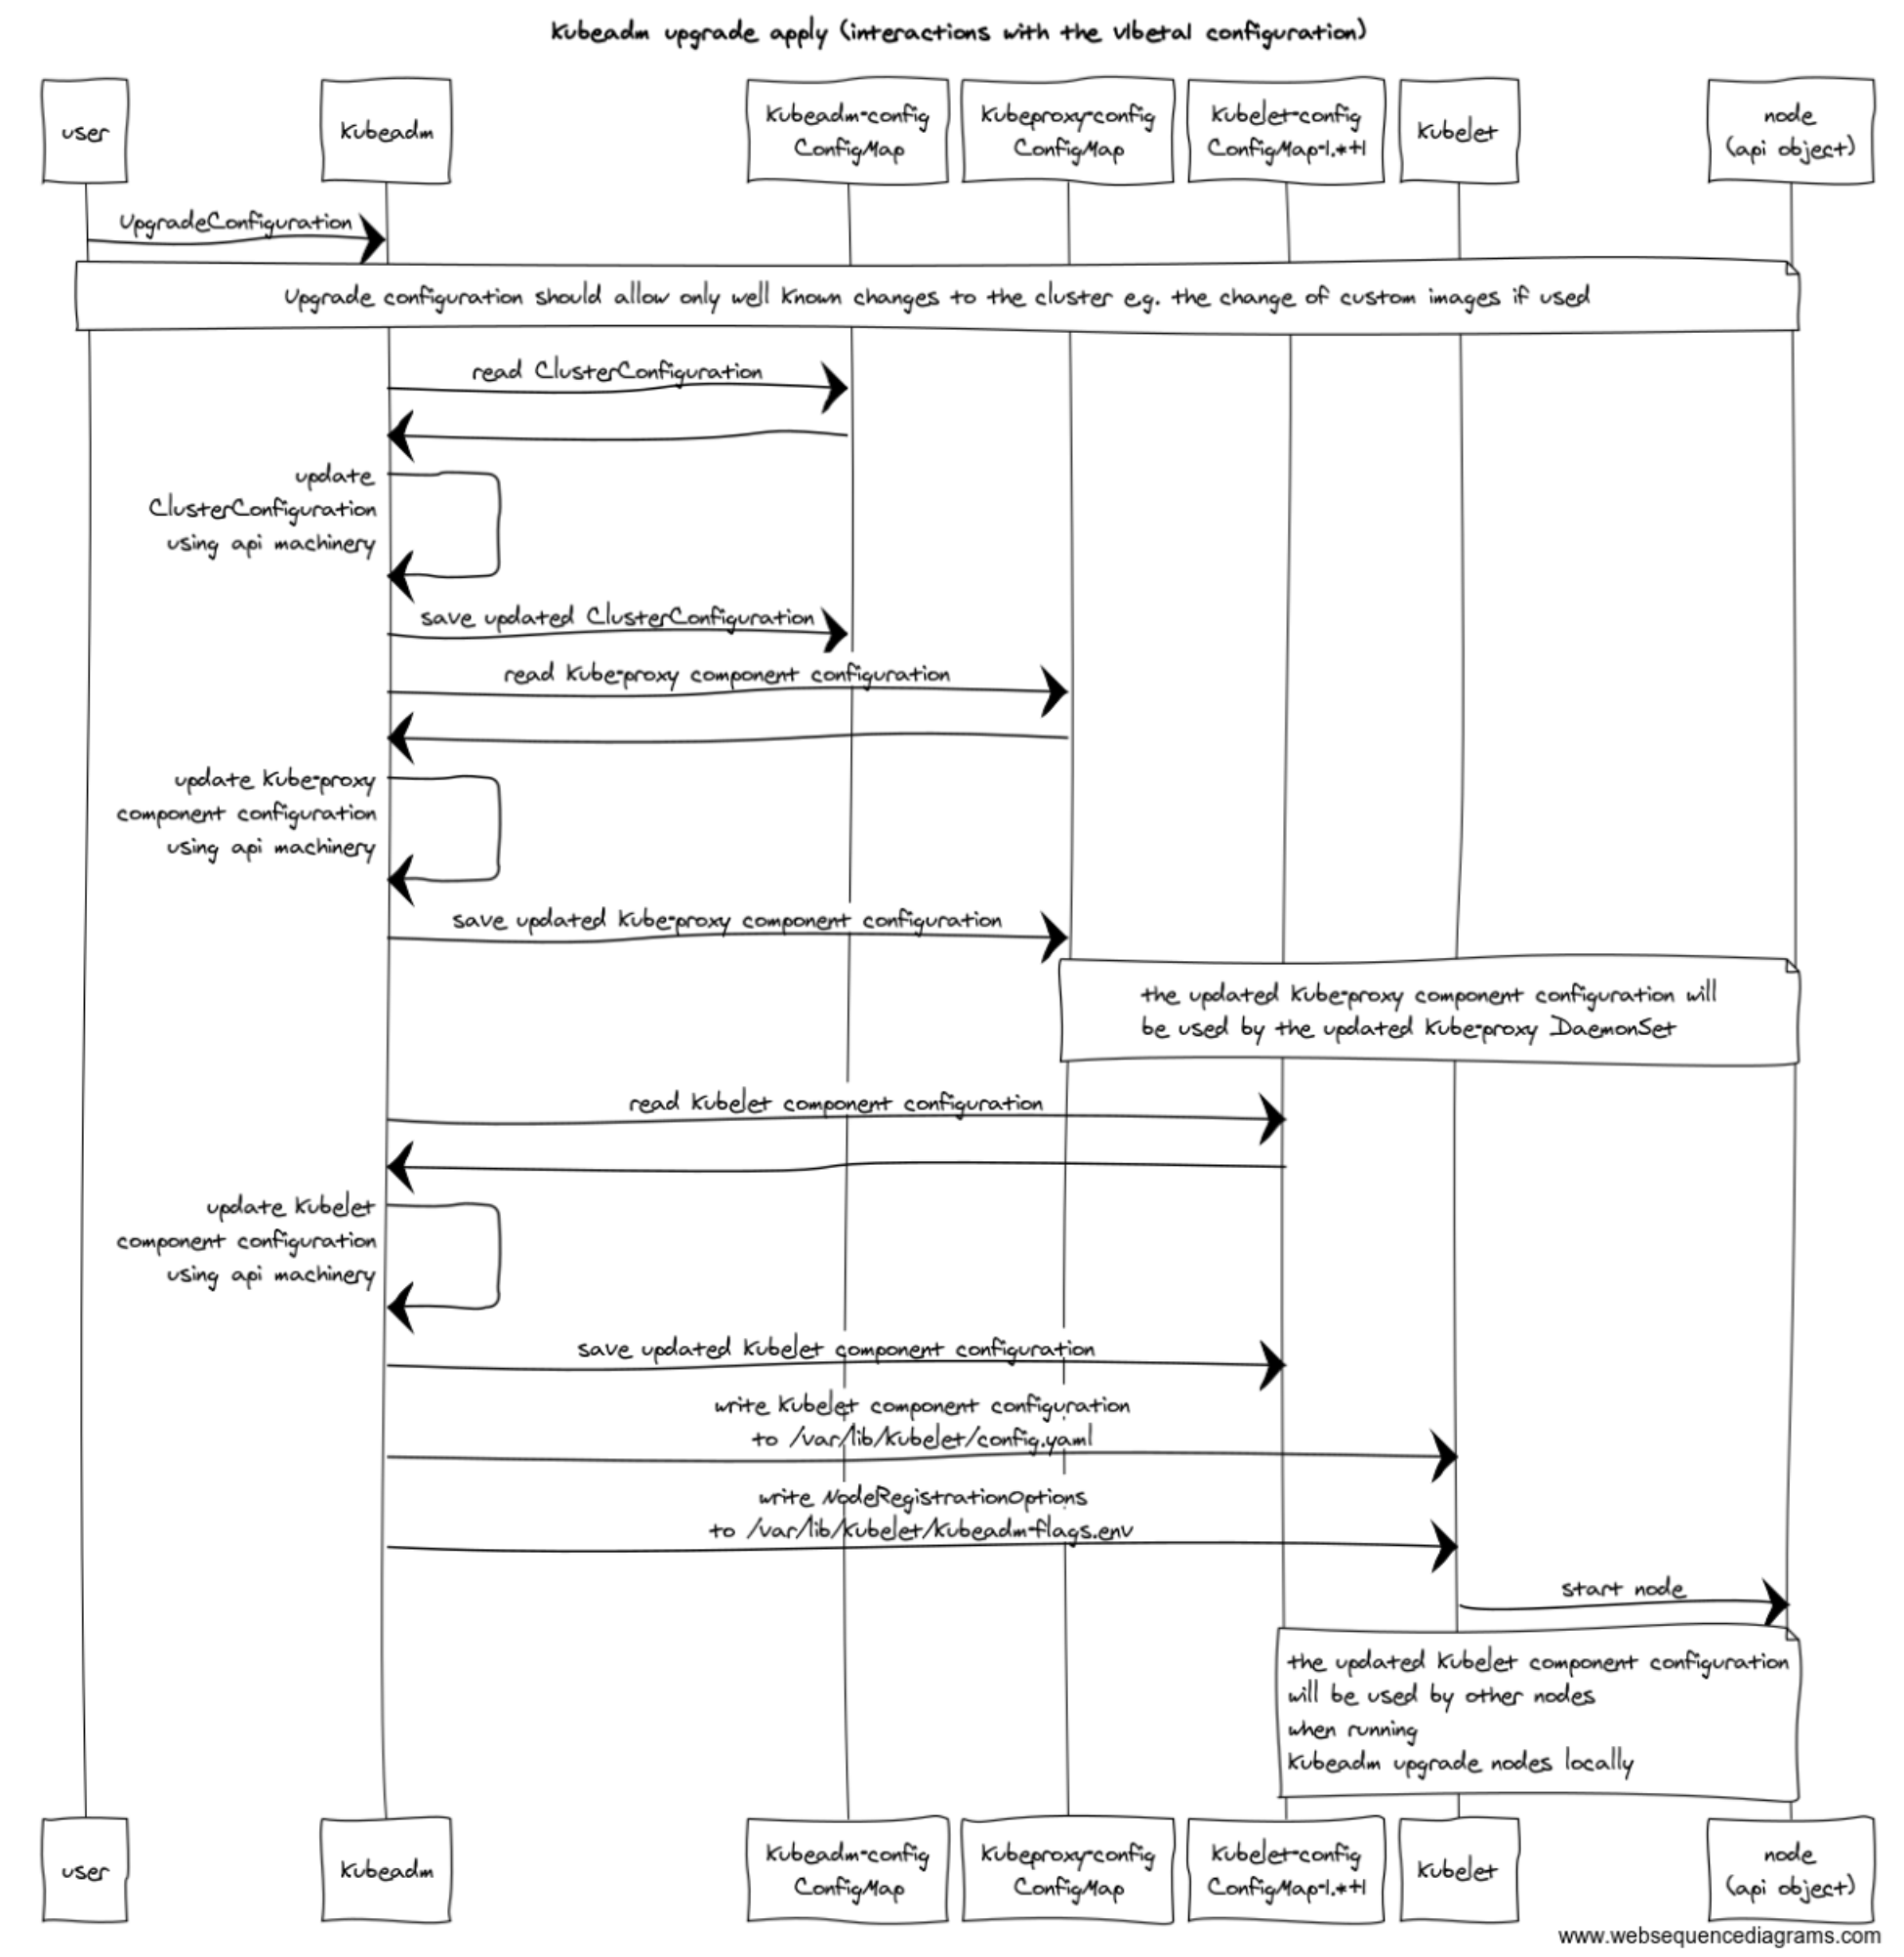 Kubeadm upgrade apply (interactions with the v1beta1 configuration)
user
Kubeadm
Kubeadm-config
ConfigMap
Kubeproxy-config
ConfigMap
Kubelet-config
ConfigMap-1.*+1
Kubelet
node
(api object)
UpgradeConfiguration
Upgrade configuration should allow only well known changes to the cluster e.g. the change of custom images if used
read ClusterConfiguration
update
ClusterConfiguration
using api machinery
save updated ClusterConfiguration
read Kube-proxy component configuration
update Kube-proxy
component configuration
using api machinery
save updated Kube-proxy component configuration
the updated Kube-proxy component configuration will
be used by the updated Kube-proxy DaemonSet
read Kubelet component configuration
update Kubelet
component configuration
using api machinery
save updated Kubelet component configuration
write Kubelet component configuration
to /var/lib/Kubelet/config.yaml
write NodeRegistrationOptions
to /var/lib/Kubelet/Kubeadm-flags.env
start node
the updated Kubelet component configuration
will be used by other nodes
when running
Kubeadm upgrade nodes locally
user
Kubeadm
Kubeadm-config
ConfigMap
Kubeproxy-config
ConfigMap
Kubelet-config
ConfigMap-1.*+1
Kubelet
node
(api object)
www.websequencediagrams.com